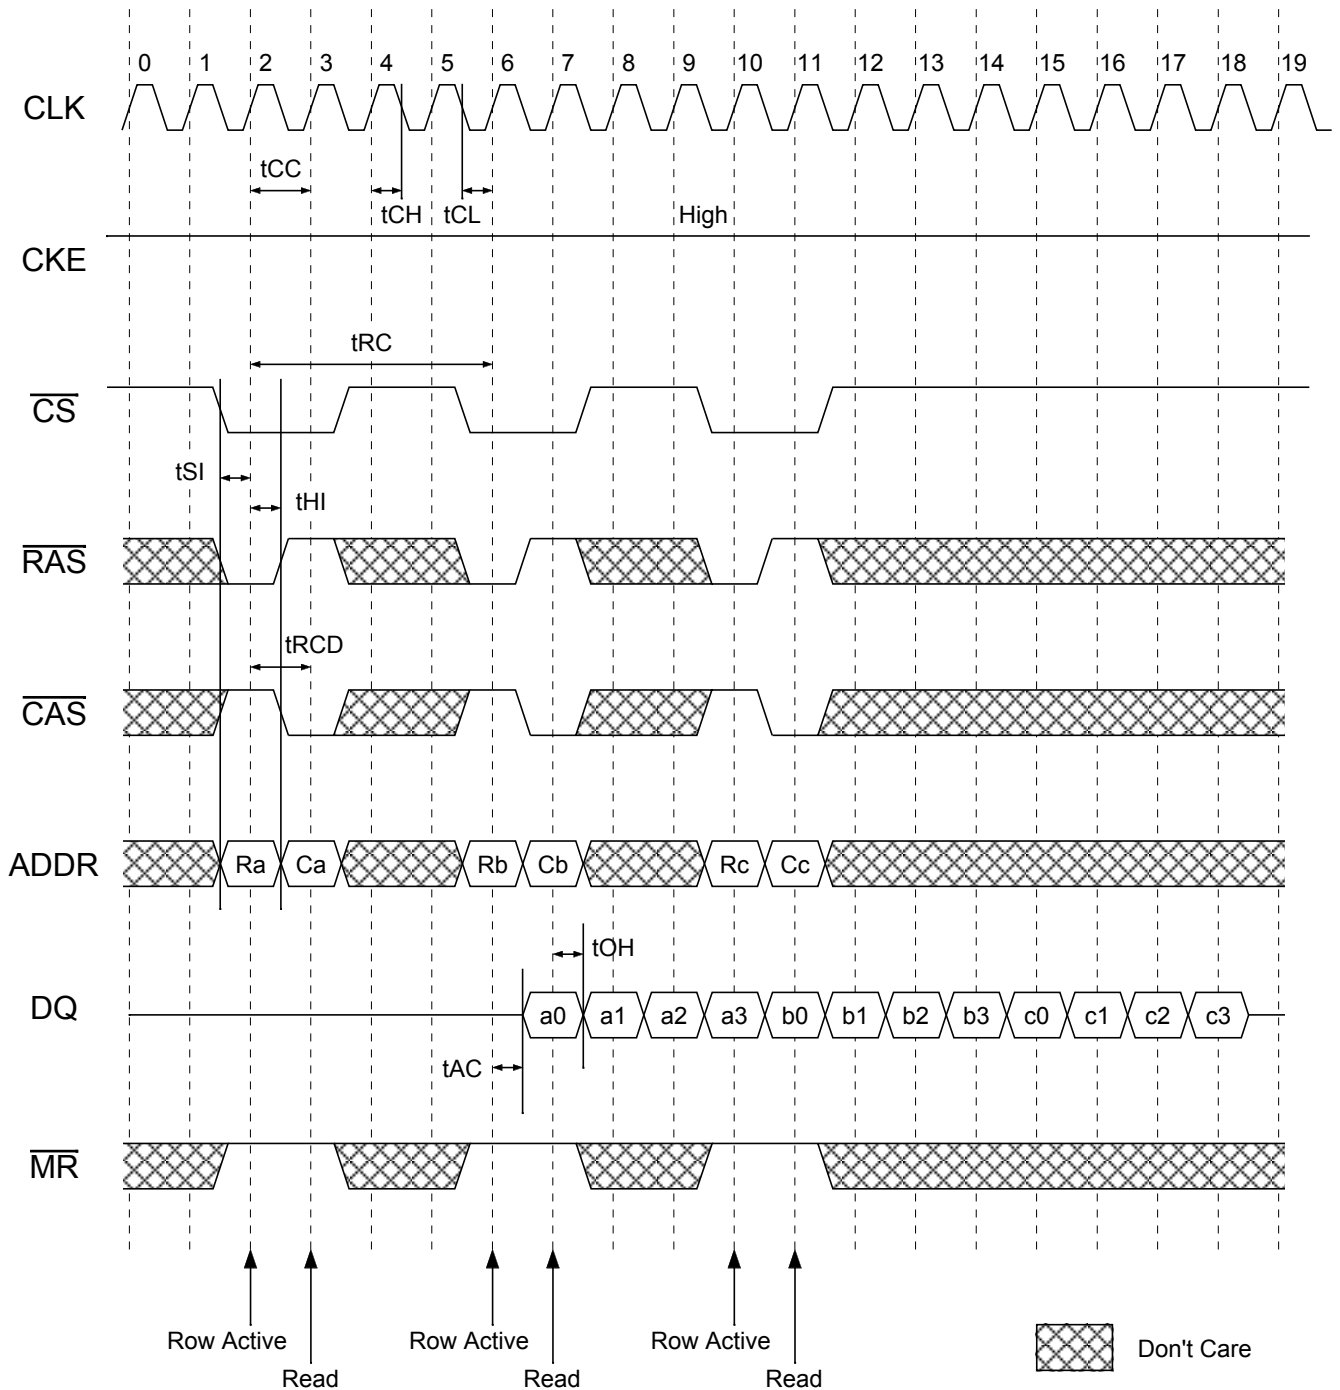 0 1 2 3 4 5 6 7 8 9 10 11 12 13 14 15 16 17 18 19
CLK
tCC
tCH tCL High
CKE
tRC
CS
tSI
tHI
RAS
tRCD
CAS
ADDR Ra Ca Rb Cb Rc Cc
tOH
DQ a0 a1 a2 a3 b0 b1 b2 b3 c0 c1 c2 c3
tAC
MR
Row Active Row Active Row Active Don't Care
Read Read Read